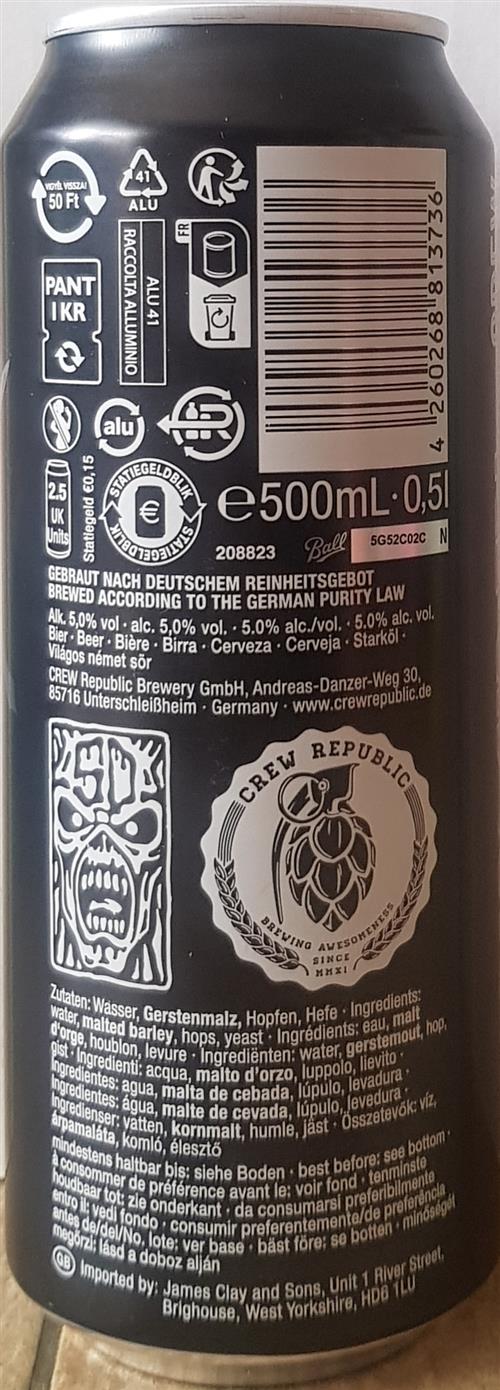 VIGYÉL VISSZA!
50 Ft
41
ALU
PANT
1 KR
ALU 41
RACCOLTA ALLUMINIO
FR
4 260268 813736
alu
2.5
UK
Units
Statiegeld €0,15
STATIEGELDBLIK
€
STATIEGELDBLIK
e500mL·0,5l
208823
Ball
5G52C02C
N
GEBRAUT NACH DEUTSCHEM REINHEITSGEBOT
BREWED ACCORDING TO THE GERMAN PURITY LAW
Alk. 5,0% vol · alc. 5,0% vol. · 5.0% alc./vol. · 5.0% alc. vol.
Bier · Beer · Bière · Birra · Cerveza · Cerveja · Starköl ·
Világos német sör
CREW Republic Brewery GmbH, Andreas-Danzer-Weg 30,
85716 Unterschleißheim · Germany · www.crewrepublic.de
50
CREW REPUBLIC
BREWING AWESOMENESS
SINCE
MMXI
Zutaten: Wasser, Gerstenmalz, Hopfen, Hefe · Ingredients:
water, malted barley, hops, yeast · Ingrédients: eau, malt
d'orge, houblon, levure · Ingrediënten: water, gerstemout, hop,
gist · Ingredienti: acqua, malto d'orzo, luppolo, lievito ·
Ingredientes: agua, malta de cebada, lúpulo, levadura ·
Ingredientes: água, malte de cevada, lúpulo, levedura ·
Ingredienser: vatten, kornmalt, humle, jäst · Összetevők: víz,
árpamaláta, komló, élesztő
mindestens haltbar bis: siehe Boden · best before: see bottom ·
à consommer de préférence avant le: voir fond · tenminste
houdbaar tot: zie onderkant · da consumarsi preferibilmente
entro il: vedi fondo · consumir preferentemente/de preferência
antes de/del/No. lote: ver base · bäst före: se botten · minőségét
megőrzi: lásd a doboz alján
GB Imported by: James Clay and Sons, Unit 1 River Street,
Brighouse, West Yorkshire, HD6 1LU